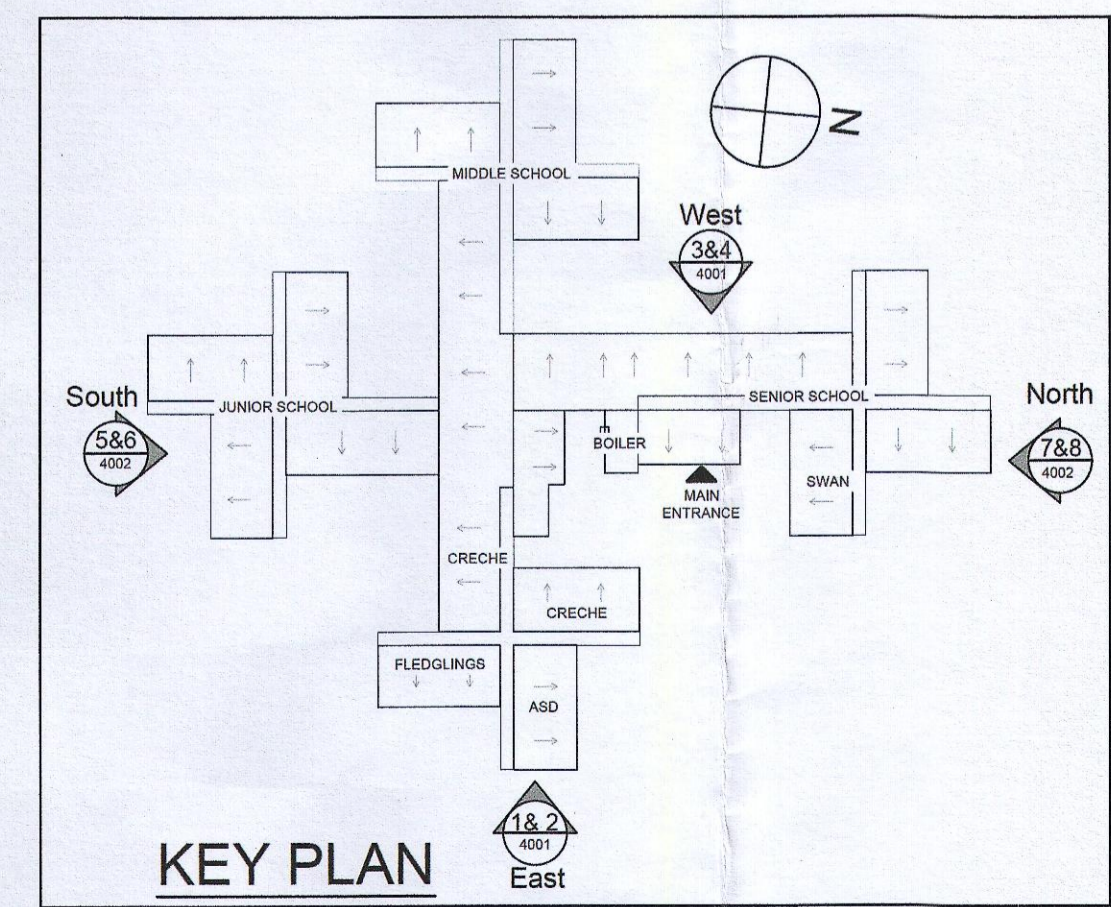 MIDDLE SCHOOL
N
West
3&4
4001
South
5&6
4002
JUNIOR SCHOOL
SENIOR SCHOOL
North
7&8
4002
BOILER
SWAN
MAIN
ENTRANCE
CRECHE
CRECHE
FLEDGLINGS
ASD
1& 2
4001
East
KEY PLAN